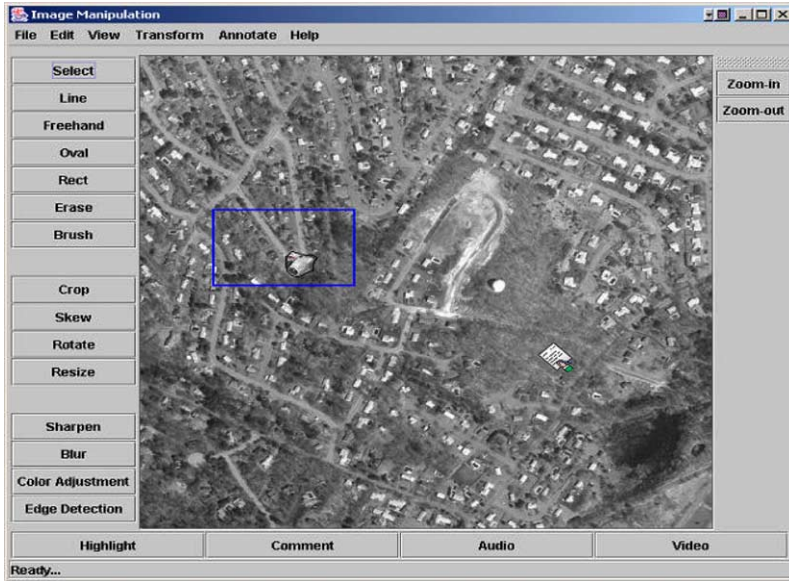 Image Manipulation
File Edit View Transform Annotate Help
Select
Line
Freehand
Oval
Rect
Erase
Brush
Crop
Skew
Rotate
Resize
Sharpen
Blur
Color Adjustment
Edge Detection
Zoom-in
Zoom-out
Highlight Comment Audio Video
Ready...